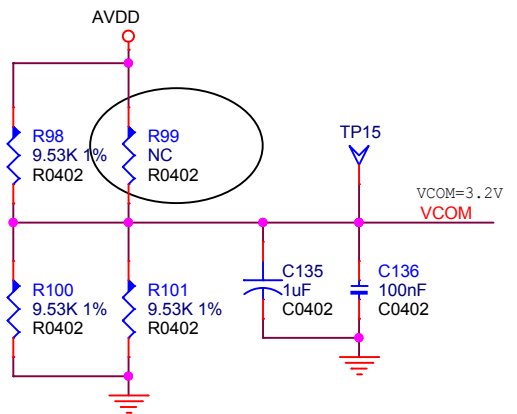 AVDD
R98
9.53K 1%
R0402
R99
NC
R0402
TP15
VCOM=3.2V
VCOM
R100
9.53K 1%
R0402
R101
9.53K 1%
R0402
C135
1uF
C0402
C136
100nF
C0402